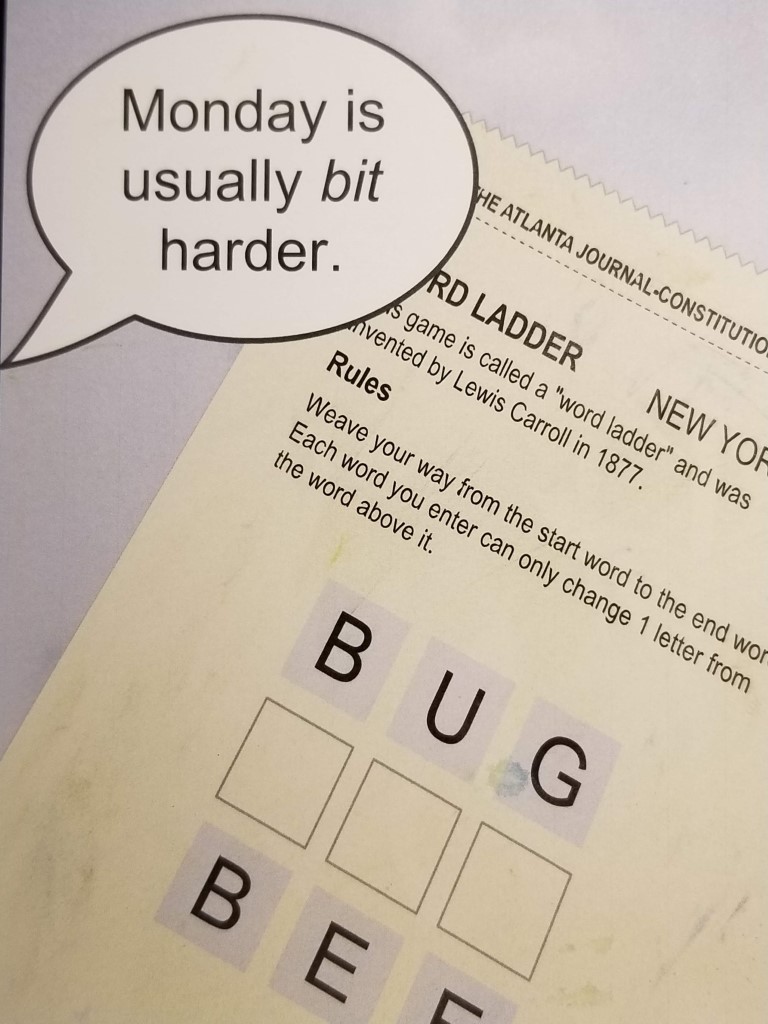 Monday is
usually bit
harder.
HE ATLANTA JOURNAL-CONSTITUTIO
RD LADDER
s game is called a "word ladder" and was
invented by Lewis Carroll in 1877.
NEW YOR
Rules
Weave your way from the start word to the end wor
Each word you enter can only change 1 letter from
the word above it.
B U G
B E